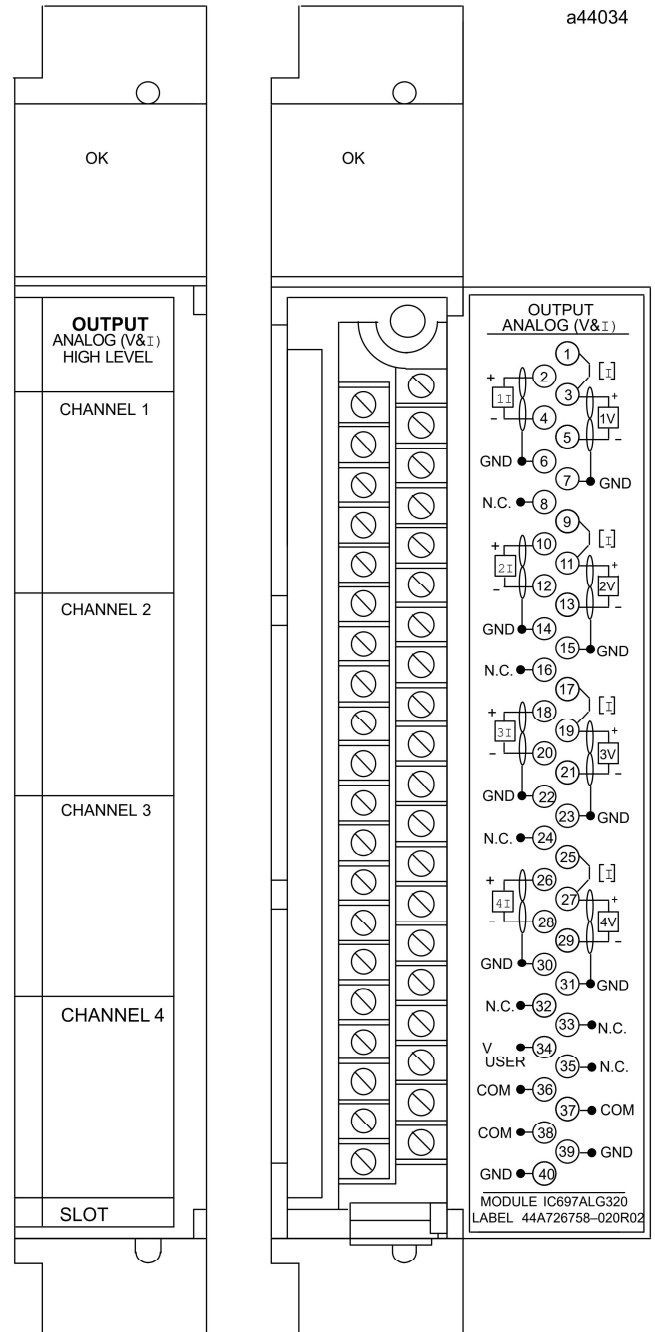 a44034
OK
OUTPUT
ANALOG (V&I)
HIGH LEVEL
CHANNEL 1
CHANNEL 2
CHANNEL 3
CHANNEL 4
SLOT
OK
OUTPUT
ANALOG (V&I)
1
[I]
+ 2
1I
3 +
4
1V
– 5 –
GND 6
7 GND
N.C. 8
9
[I]
+ 10
2I
11 +
12
2V
– 13 –
GND 14
15 GND
N.C. 16
17
[I]
+ 18
3I
19 +
20
3V
– 21 –
GND 22
23 GND
N.C. 24
25
[I]
+ 26
4I
27 +
28
4V
– 29 –
GND 30
31 GND
N.C. 32
33 N.C.
V 34
USER
35 N.C.
COM 36
37 COM
COM 38
39 GND
GND 40
MODULE IC697ALG320
LABEL 44A726758–020R02